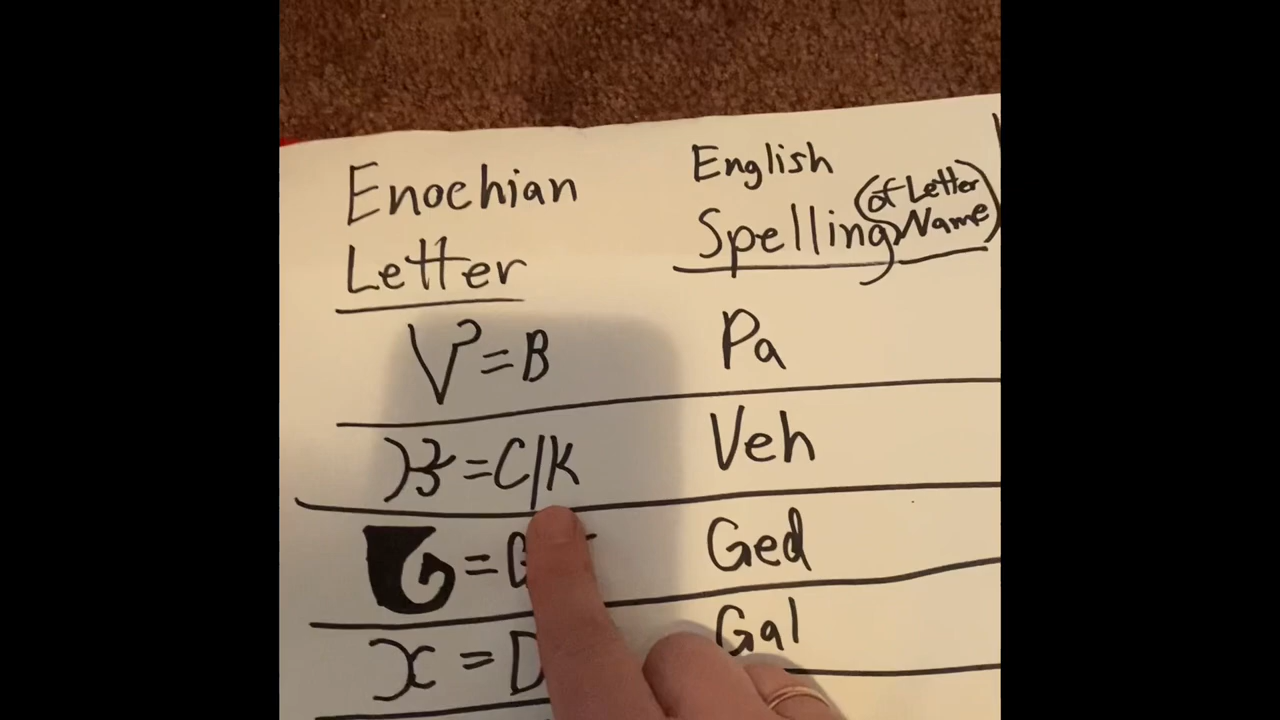 Enochian
Letter
English
Spelling (of Letter Name)
= B
Pa
= C/K
Veh
=
Ged
= D
Gal